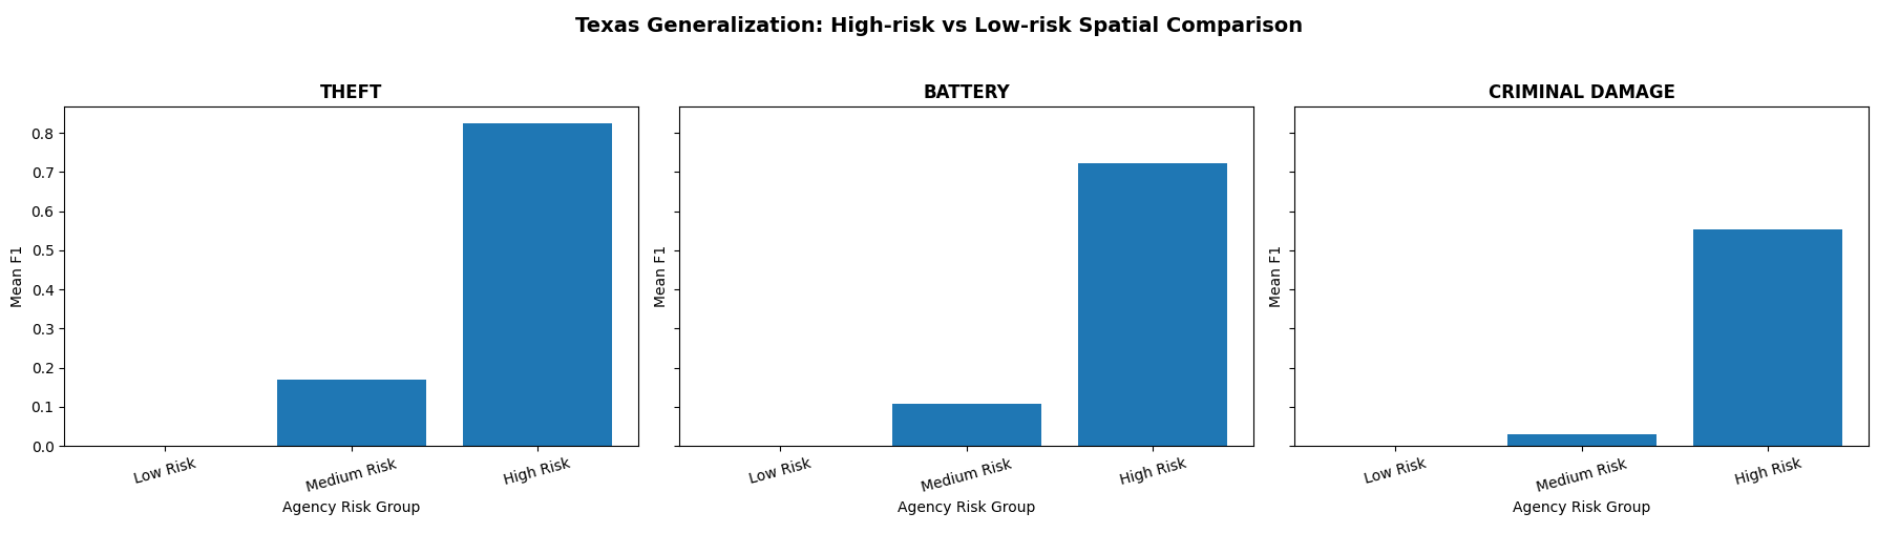 Texas Generalization: High-risk vs Low-risk Spatial Comparison
THEFT
Mean F1
0.8
0.7
0.6
0.5
0.4
0.3
0.2
0.1
0.0
Low Risk
Medium Risk
High Risk
Agency Risk Group
BATTERY
Mean F1
Low Risk
Medium Risk
High Risk
Agency Risk Group
CRIMINAL DAMAGE
Mean F1
Low Risk
Medium Risk
High Risk
Agency Risk Group